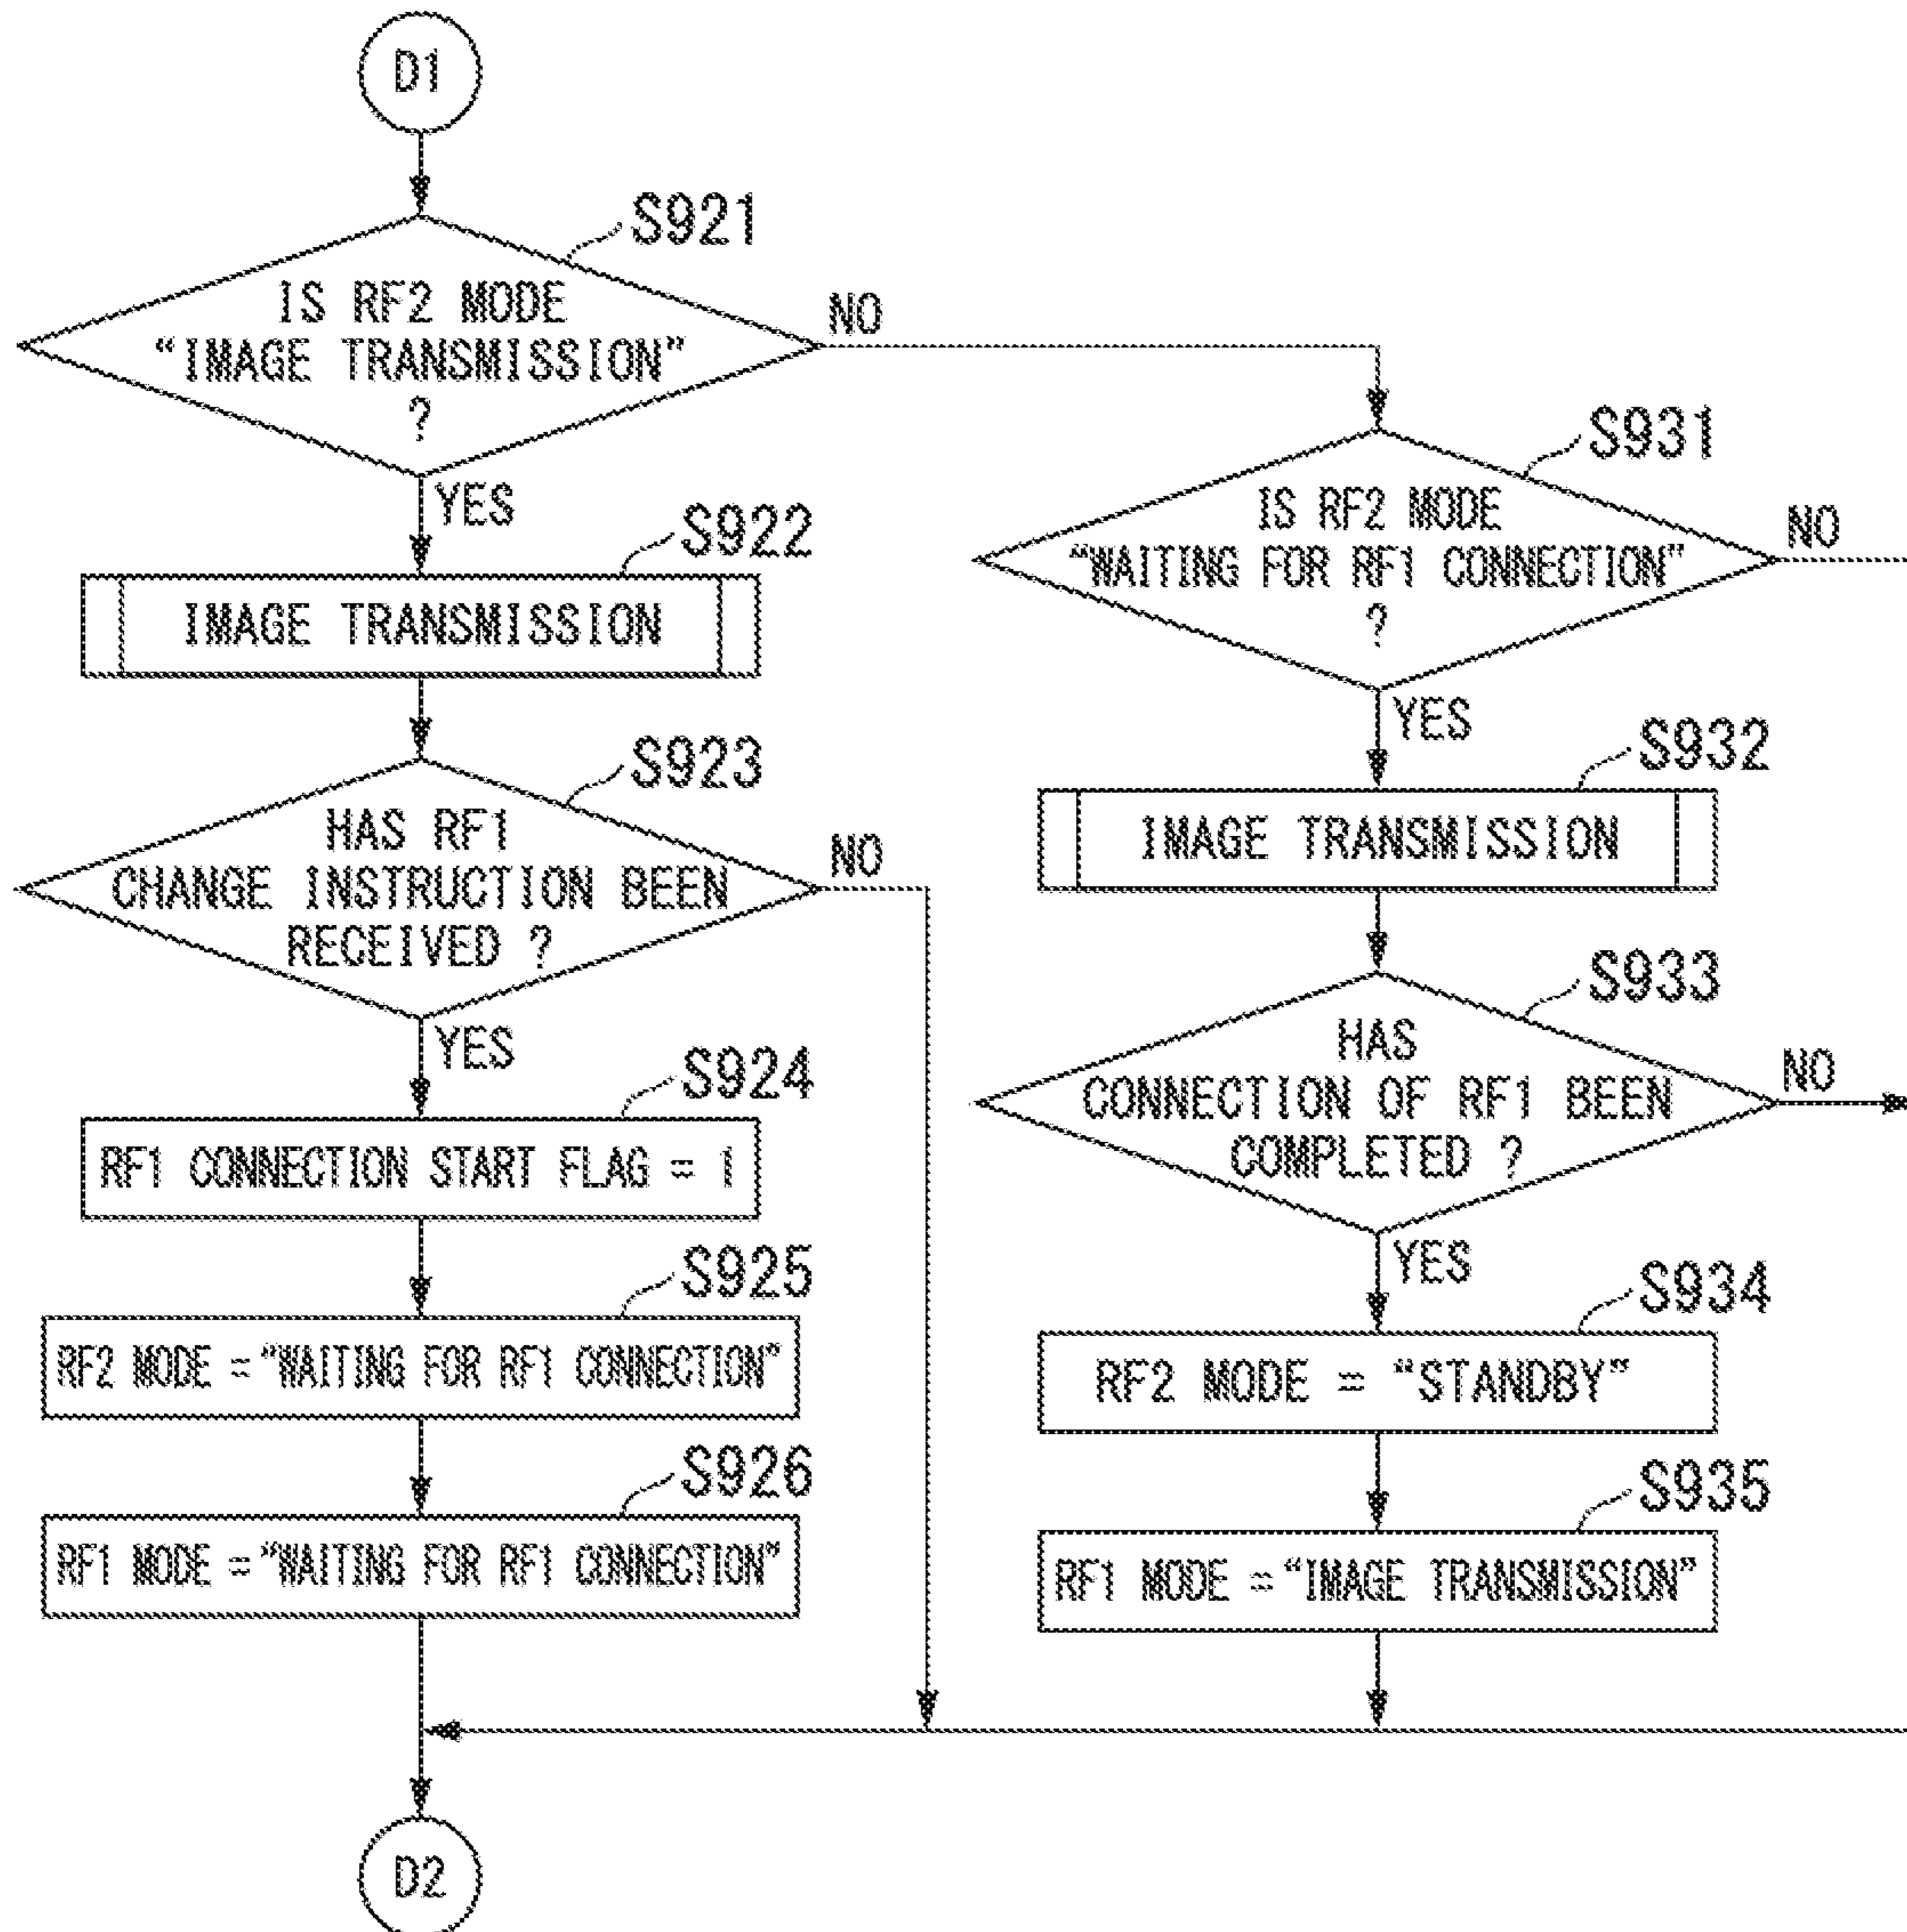 D1
S921
IS RF2 MODE
“IMAGE TRANSMISSION”
?
NO
YES
S922
IMAGE TRANSMISSION
S923
HAS RF1
CHANGE INSTRUCTION BEEN
RECEIVED ?
NO
YES
S924
RF1 CONNECTION START FLAG = 1
S925
RF2 MODE = “WAITING FOR RF1 CONNECTION”
S926
RF1 MODE = “WAITING FOR RF1 CONNECTION”
D2
S931
IS RF2 MODE
“WAITING FOR RF1 CONNECTION”
?
NO
YES
S932
IMAGE TRANSMISSION
S933
HAS
CONNECTION OF RF1 BEEN
COMPLETED ?
NO
YES
S934
RF2 MODE = “STANDBY”
S935
RF1 MODE = “IMAGE TRANSMISSION”